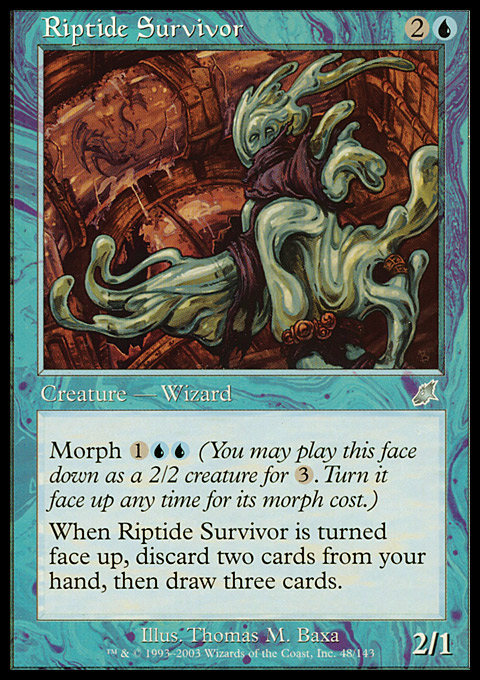 Riptide Survivor 2
Creature — Wizard
Morph 1 (You may play this face
down as a 2/2 creature for 3. Turn it
face up any time for its morph cost.)
When Riptide Survivor is turned
face up, discard two cards from your
hand, then draw three cards.
Illus. Thomas M. Baxa
™ & © 1993–2003 Wizards of the Coast, Inc. 48/143
2/1